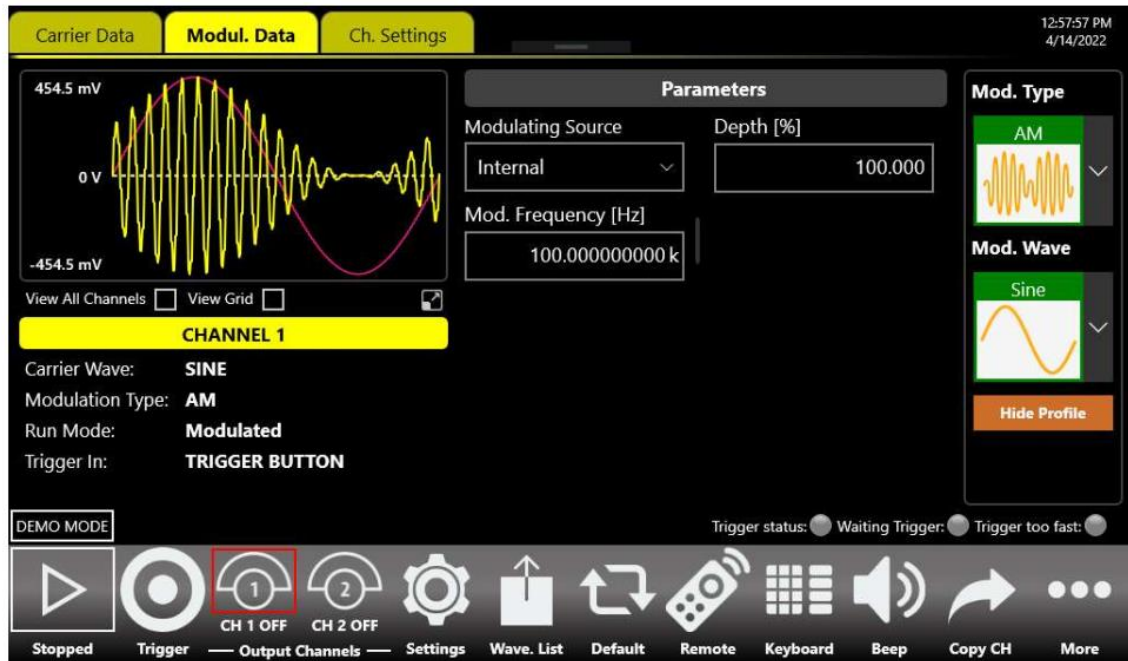 Carrier Data
Modul. Data
Ch. Settings
12:57:57 PM
4/14/2022
454.5 mV
0 V
-454.5 mV
View All Channels
View Grid
CHANNEL 1
Carrier Wave: SINE
Modulation Type: AM
Run Mode: Modulated
Trigger In: TRIGGER BUTTON
Parameters
Modulating Source
Internal
Depth [%]
100.000
Mod. Frequency [Hz]
100.000000000 k
Mod. Type
AM
Mod. Wave
Sine
Hide Profile
DEMO MODE
Trigger status: Waiting Trigger: Trigger too fast:
1
2
CH 1 OFF CH 2 OFF
Stopped Trigger Output Channels Settings Wave. List Default Remote Keyboard Beep Copy CH More